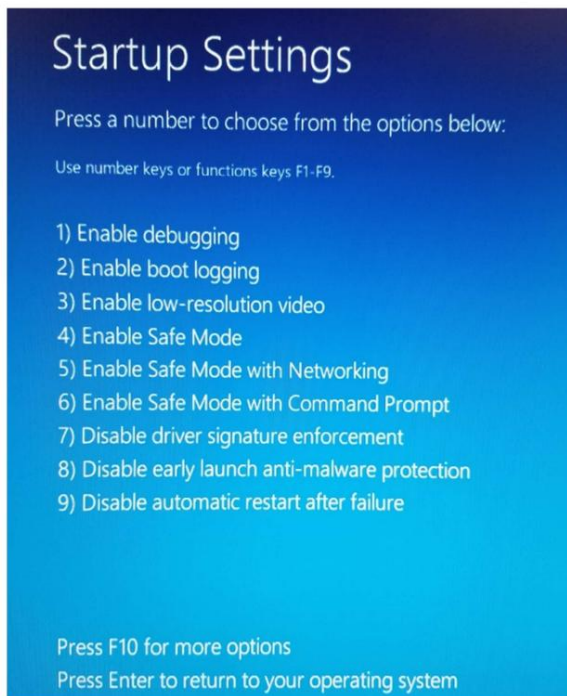 Startup Settings
Press a number to choose from the options below:
Use number keys or functions keys F1-F9.
1) Enable debugging
2) Enable boot logging
3) Enable low-resolution video
4) Enable Safe Mode
5) Enable Safe Mode with Networking
6) Enable Safe Mode with Command Prompt
7) Disable driver signature enforcement
8) Disable early launch anti-malware protection
9) Disable automatic restart after failure
Press F10 for more options
Press Enter to return to your operating system